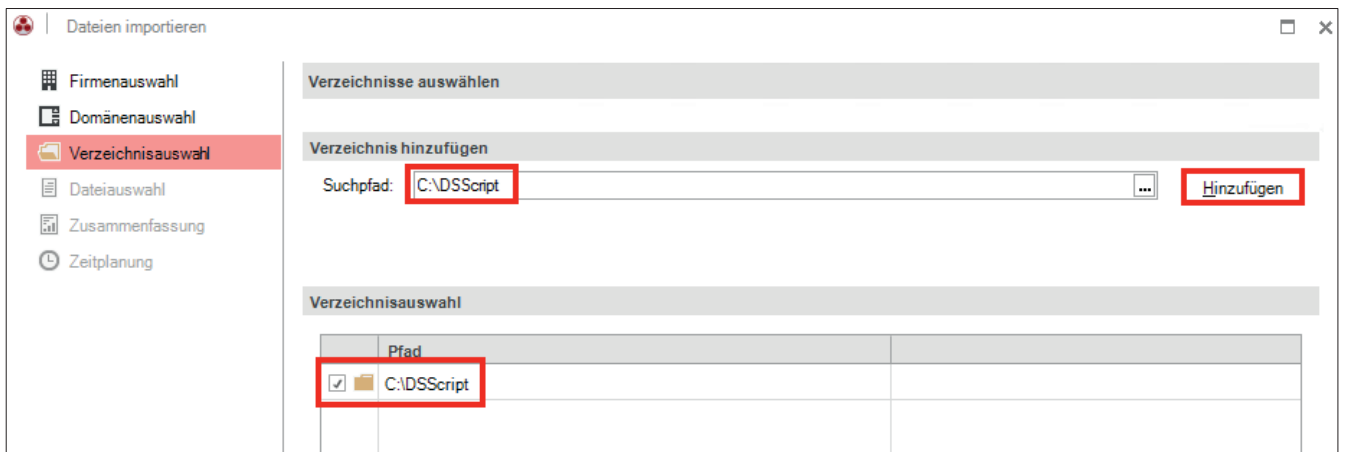 Dateien importieren
Firmenauswahl
Domänenauswahl
Verzeichnisauswahl
Dateiauswahl
Zusammenfassung
Zeitplanung
Verzeichnisse auswählen
Verzeichnis hinzufügen
Suchpfad: C:\DSScript ... Hinzufügen
Verzeichnisauswahl
Pfad
C:\DSScript